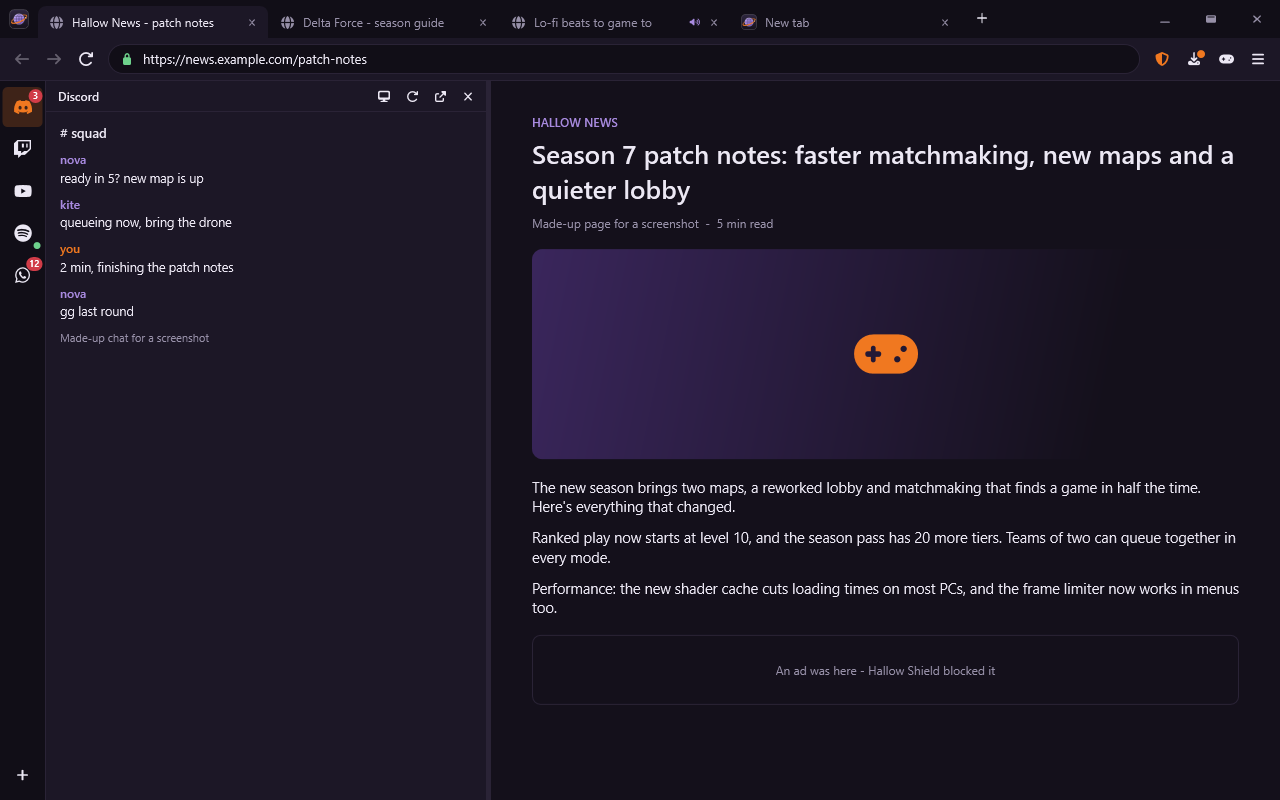 Hallow News - patch notes
Delta Force - season guide
Lo-fi beats to game to
New tab
https://news.example.com/patch-notes
3
12
Discord
# squad
nova
ready in 5? new map is up
kite
queueing now, bring the drone
you
2 min, finishing the patch notes
nova
gg last round
Made-up chat for a screenshot
HALLOW NEWS
Season 7 patch notes: faster matchmaking, new maps and a
quieter lobby
Made-up page for a screenshot - 5 min read
The new season brings two maps, a reworked lobby and matchmaking that finds a game in half the time.
Here's everything that changed.
Ranked play now starts at level 10, and the season pass has 20 more tiers. Teams of two can queue together in
every mode.
Performance: the new shader cache cuts loading times on most PCs, and the frame limiter now works in menus
too.
An ad was here - Hallow Shield blocked it